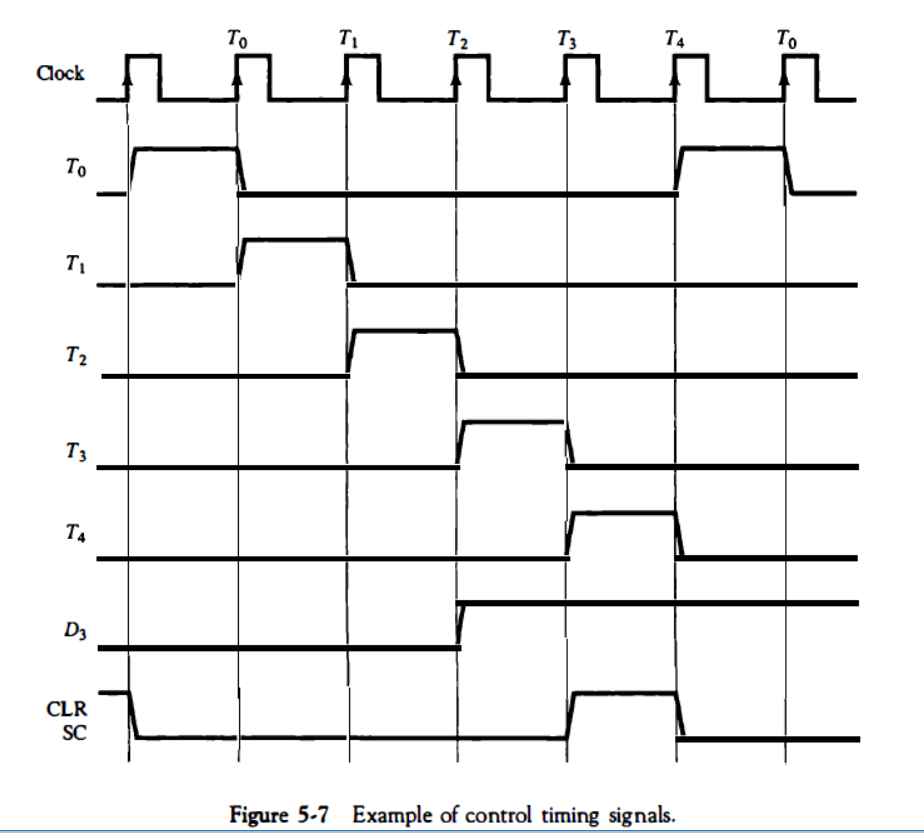 T₀ T₁ T₂ T₃ T₄ T₀
Clock
T₀
T₁
T₂
T₃
T₄
D₃
CLR
SC
Figure 5-7 Example of control timing signals.